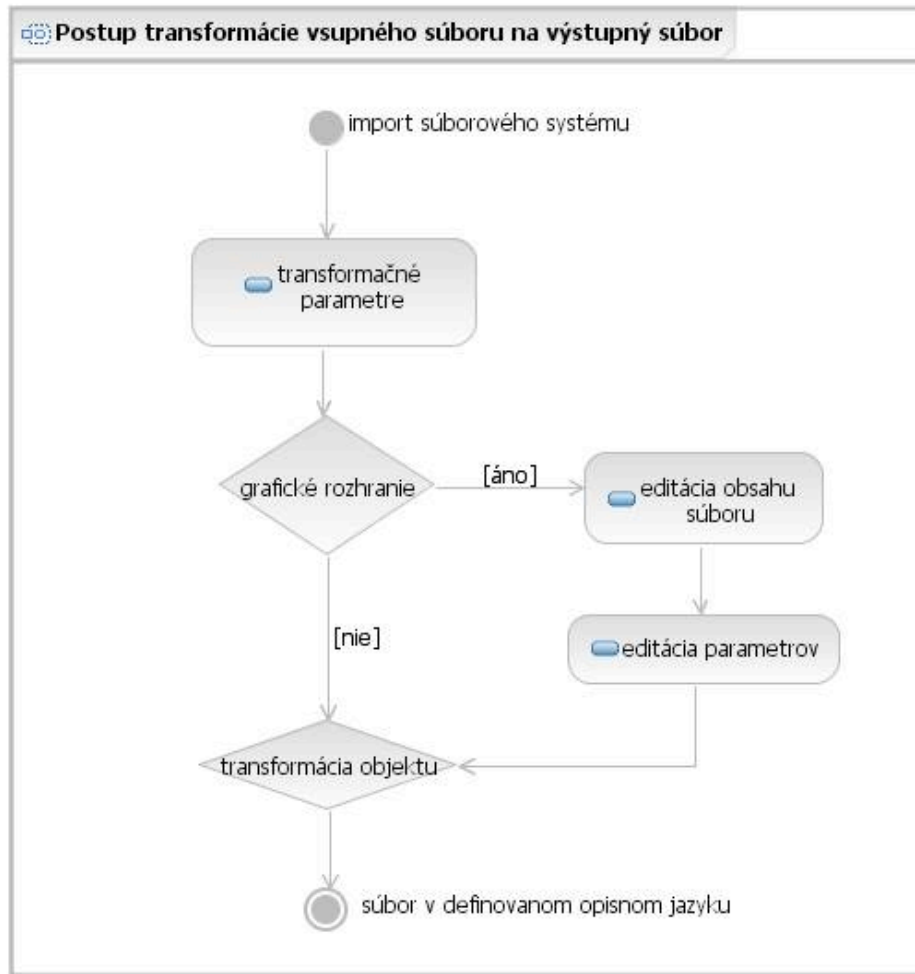 Postup transformácie vsupného súboru na výstupný súbor
import súborového systému
transformačné
parametre
grafické rozhranie
[áno]
editácia obsahu
súboru
[nie]
editácia parametrov
transformácia objektu
súbor v definovanom opisnom jazyku